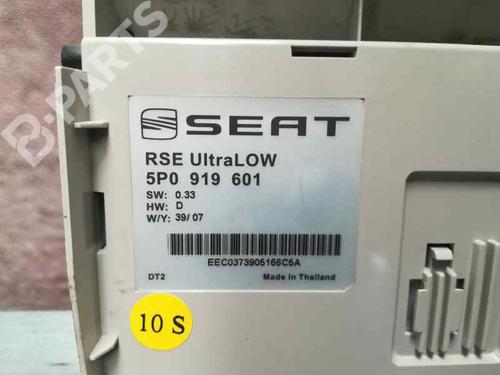 B-PARTS
SEAT
RSE UltraLOW
5P0 919 601
SW: 0.33
HW: D
W/Y: 39/07
EEC0373905166C5A
DT2 Made in Thailand
10 S